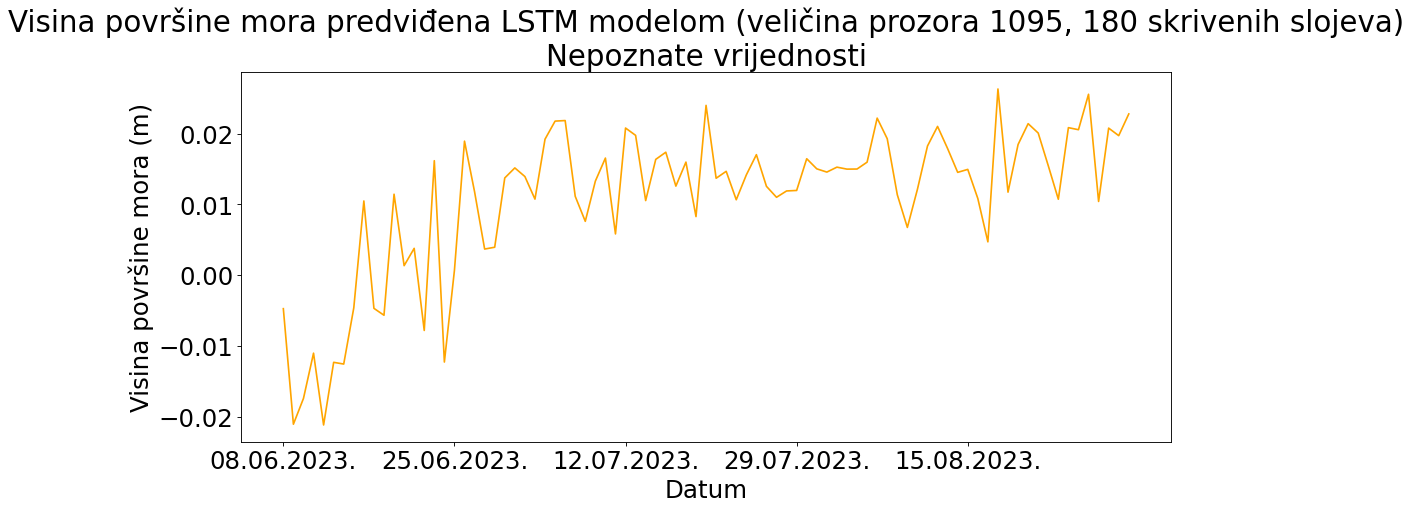 Visina površine mora predviđena LSTM modelom (veličina prozora 1095, 180 skrivenih slojeva)
Nepoznate vrijednosti
Visina površine mora (m)
0.02
0.01
0.00
−0.01
−0.02
08.06.2023. 25.06.2023. 12.07.2023. 29.07.2023. 15.08.2023.
Datum